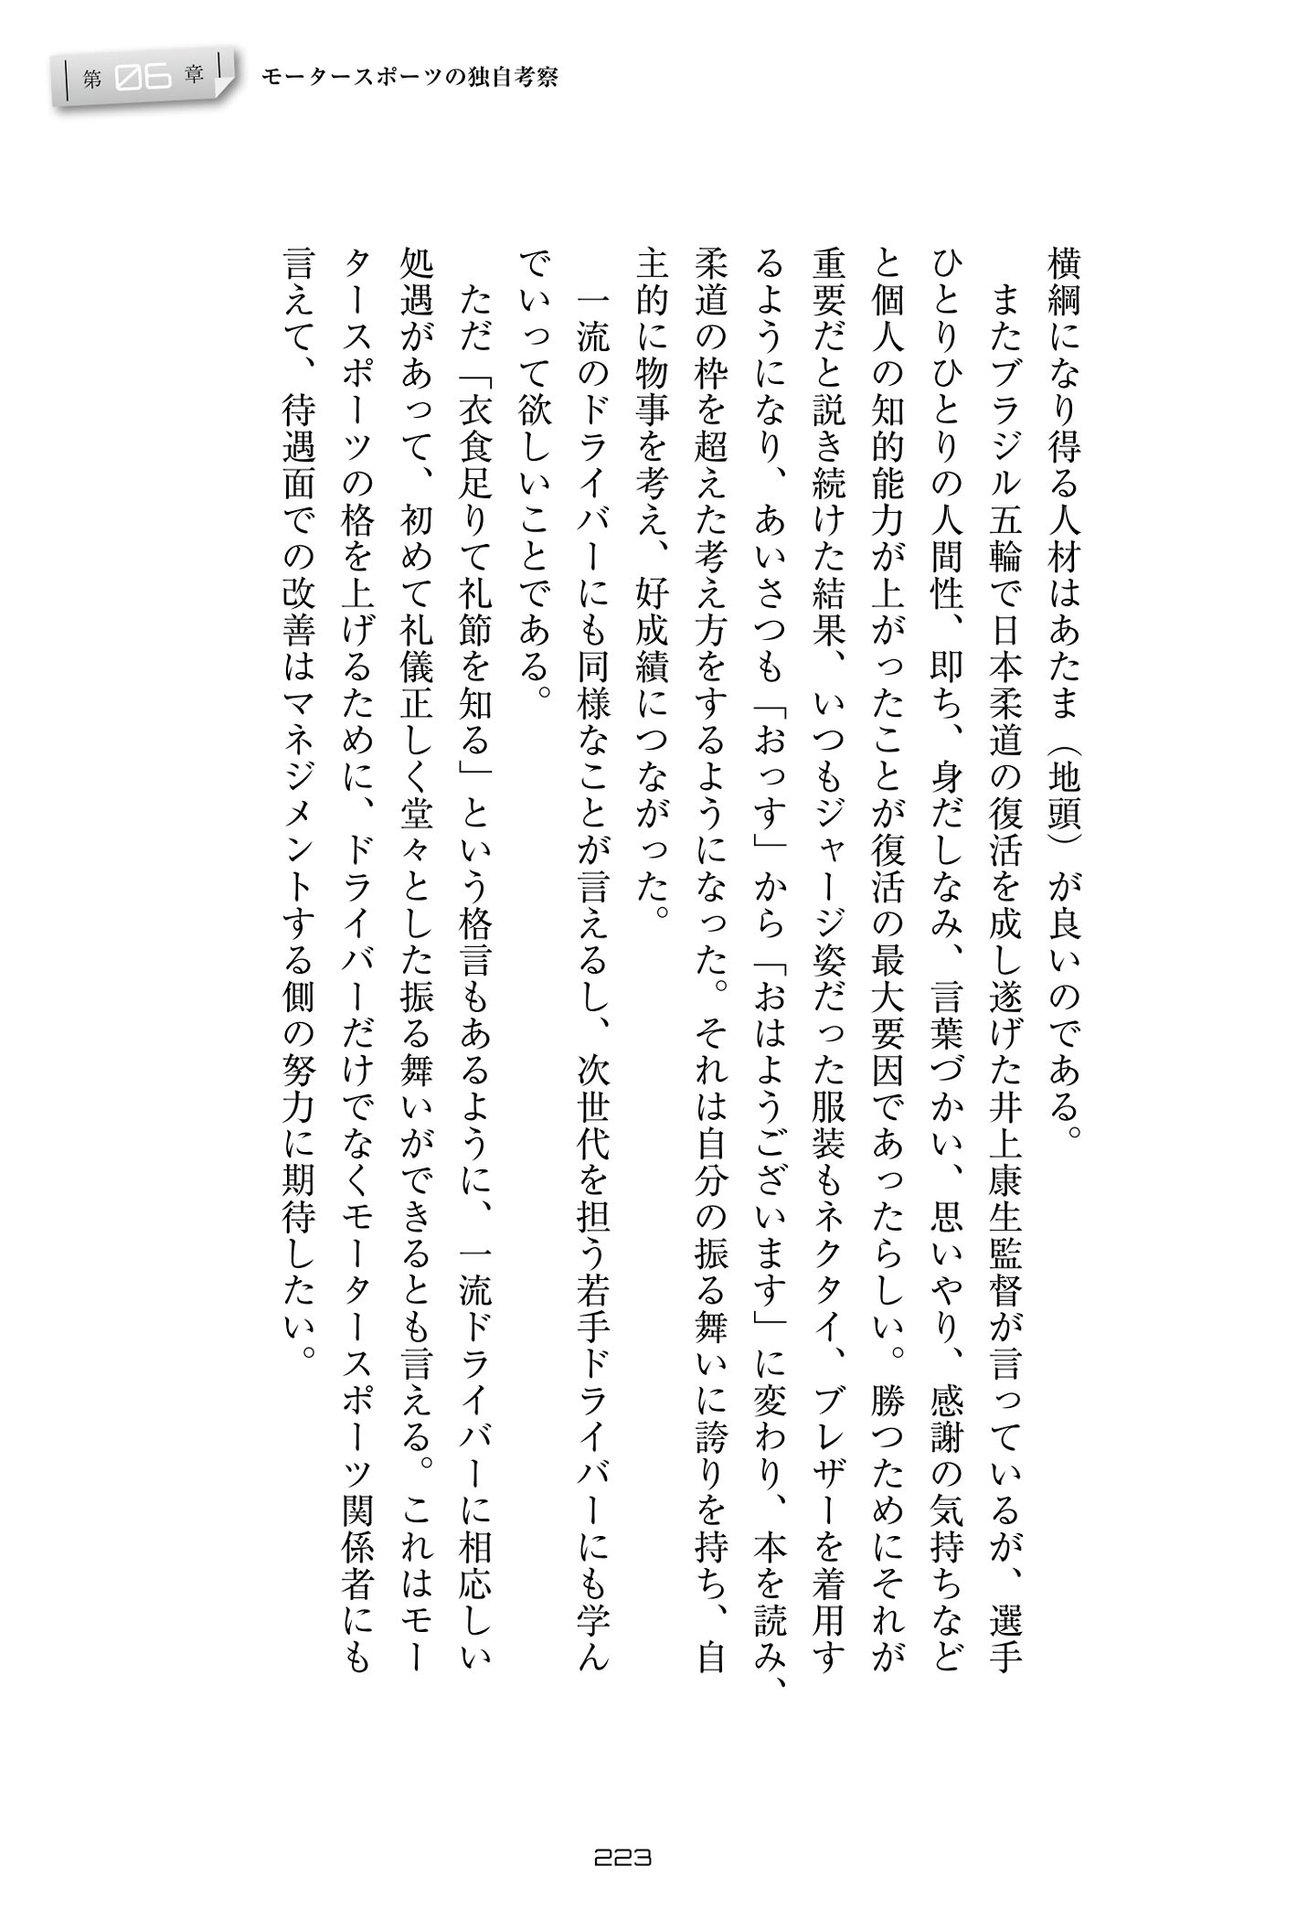 第06章 モータースポーツの独自考察
横綱になり得る人材はあたま（地頭）が良いのである。
またブラジル五輪で日本柔道の復活を成し遂げた井上康生監督が言っているが、選手
ひとりひとりの人間性、即ち、身だしなみ、言葉づかい、思いやり、感謝の気持ちなど
と個人の知的能力が上がったことが復活の最大要因であったらしい。勝つためにそれが
重要だと説き続けた結果、いつもジャージ姿だった服装もネクタイ、ブレザーを着用す
るようになり、あいさつも「おっす」から「おはようございます」に変わり、本を読み、
柔道の枠を超えた考え方をするようになった。それは自分の振る舞いに誇りを持ち、自
主的に物事を考え、好成績につながった。
一流のドライバーにも同様なことが言えるし、次世代を担う若手ドライバーにも学ん
でいって欲しいことである。
ただ「衣食足りて礼節を知る」という格言もあるように、一流ドライバーに相応しい
処遇があって、初めて礼儀正しく堂々とした振る舞いができるとも言える。これはモー
タースポーツの格を上げるために、ドライバーだけでなくモータースポーツ関係者にも
言えて、待遇面での改善はマネジメントする側の努力に期待したい。
223